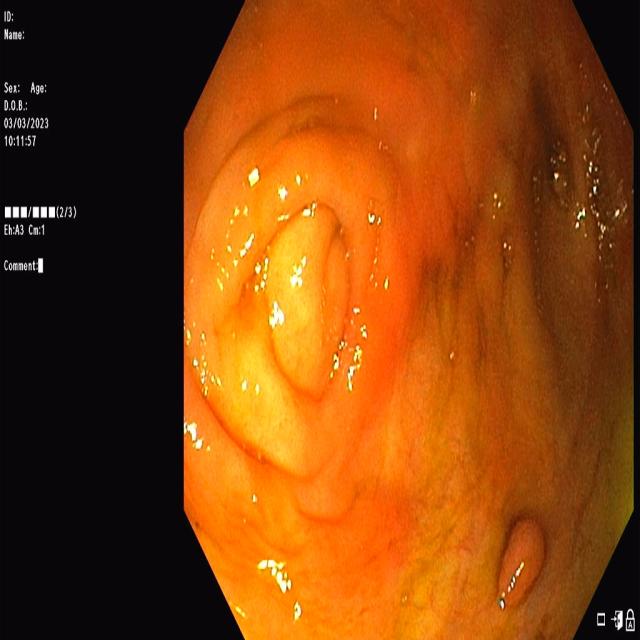 ID:
Name:
Sex: Age:
D.O.B.:
03/03/2023
10:11:57
■■■/■■■(2/3)
Eh:A3 Cm:1
Comment: